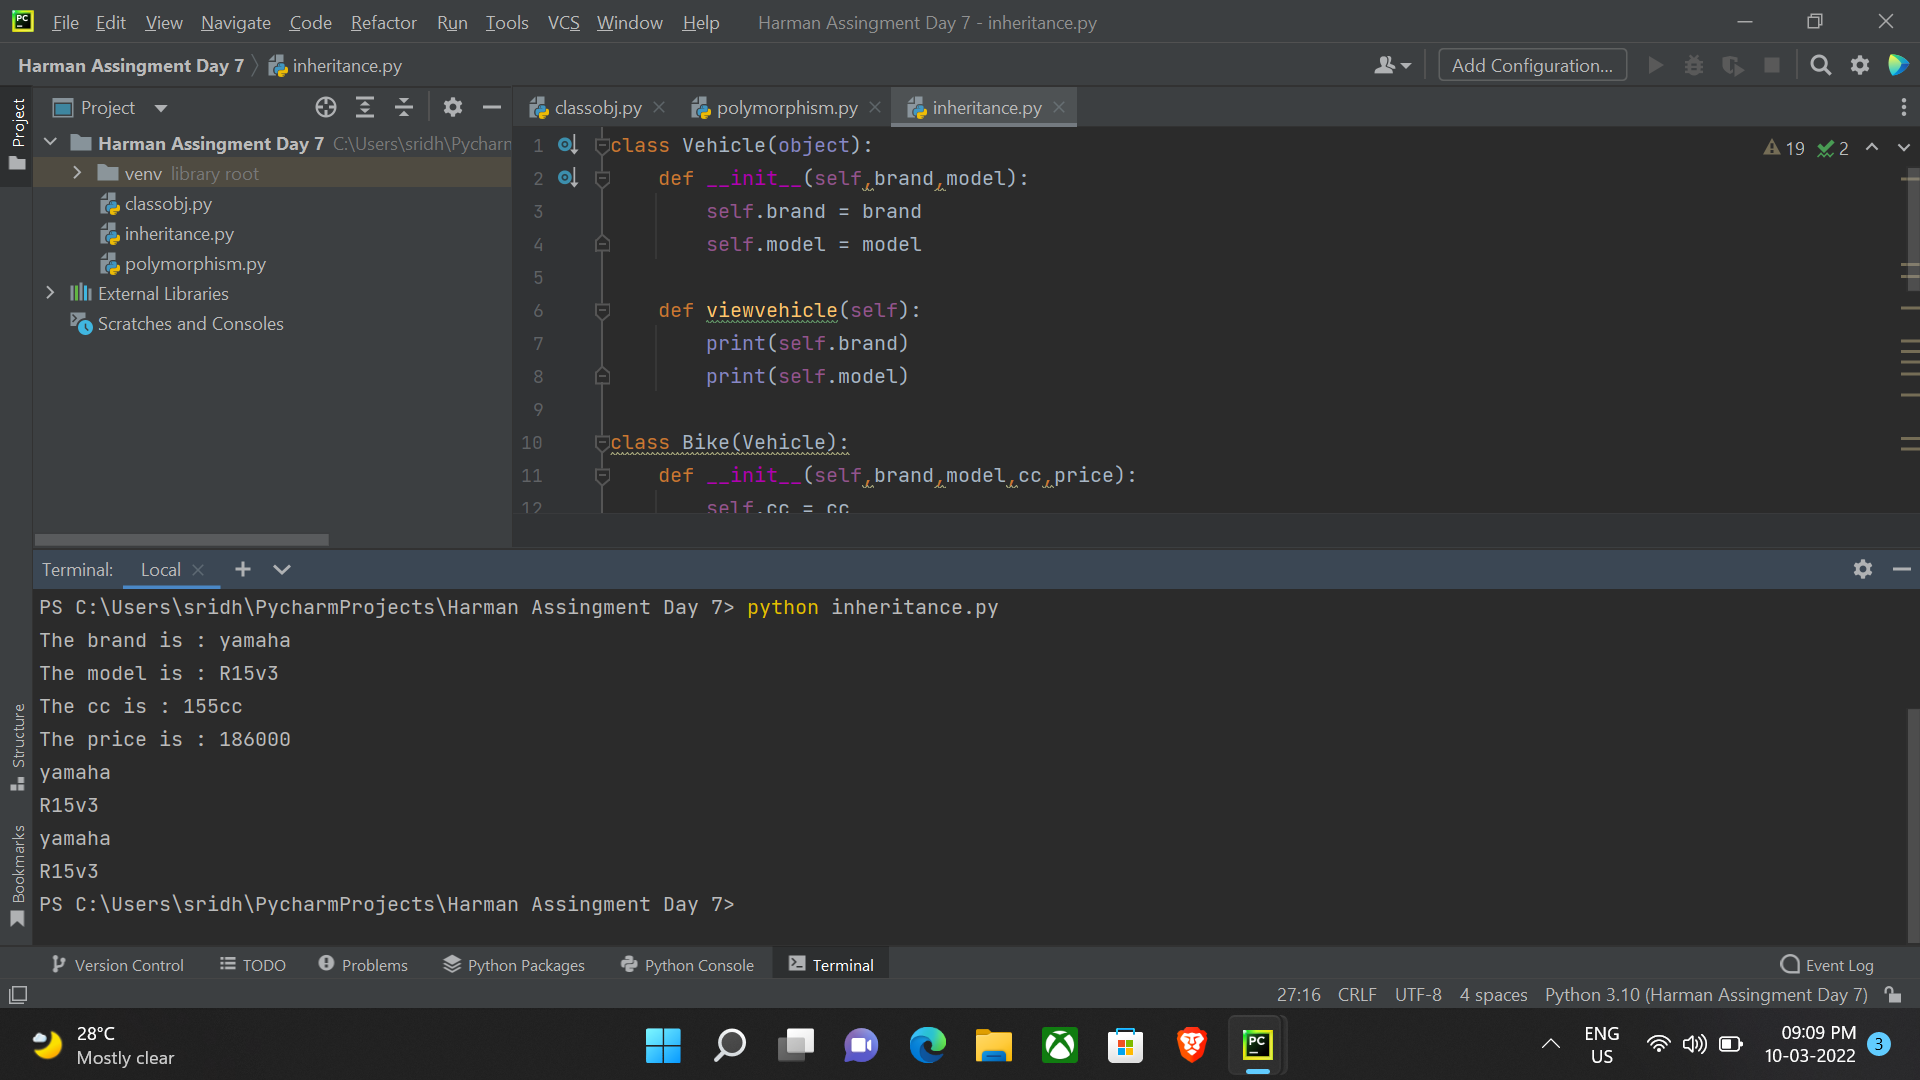 PC File Edit View Navigate Code Refactor Run Tools VCS Window Help Harman Assingment Day 7 - inheritance.py
Harman Assingment Day 7 inheritance.py Add Configuration...
Project
Project
classobj.py polymorphism.py inheritance.py
Harman Assingment Day 7 C:\Users\sridh\Pycharm
venv library root
classobj.py
inheritance.py
polymorphism.py
External Libraries
Scratches and Consoles
19 2
1 class Vehicle(object):
2 def __init__(self,brand,model):
3 self.brand = brand
4 self.model = model
5
6 def viewvehicle(self):
7 print(self.brand)
8 print(self.model)
9
10 class Bike(Vehicle):
11 def __init__(self,brand,model,cc,price):
12 self.cc = cc
Terminal: Local
PS C:\Users\sridh\PycharmProjects\Harman Assingment Day 7> python inheritance.py
The brand is : yamaha
The model is : R15v3
The cc is : 155cc
The price is : 186000
yamaha
R15v3
yamaha
R15v3
PS C:\Users\sridh\PycharmProjects\Harman Assingment Day 7>
Structure
Bookmarks
Version Control TODO Problems Python Packages Python Console Terminal Event Log
27:16 CRLF UTF-8 4 spaces Python 3.10 (Harman Assingment Day 7)
28°C
Mostly clear
PC
ENG
US
09:09 PM
10-03-2022
3